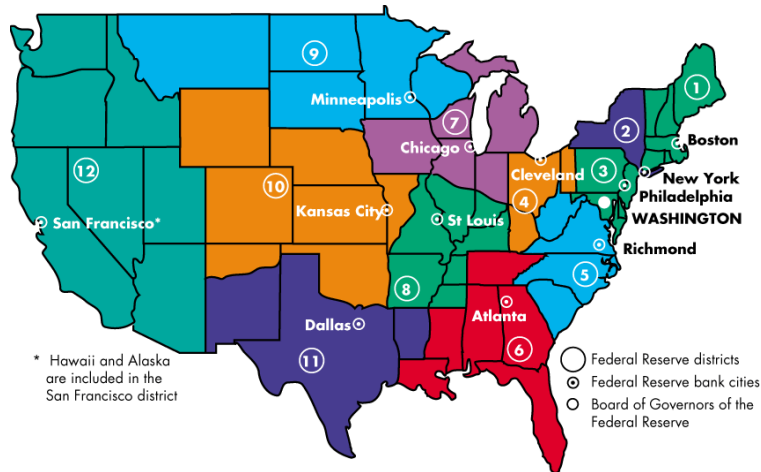 9
1
Minneapolis
7
2
Boston
Chicago
3
12
Cleveland
New York
10
Philadelphia
4
Kansas City
WASHINGTON
San Francisco*
St Louis
Richmond
5
8
Atlanta
Dallas
6
11
* Hawaii and Alaska
are included in the
San Francisco district
Federal Reserve districts
Federal Reserve bank cities
Board of Governors of the
Federal Reserve